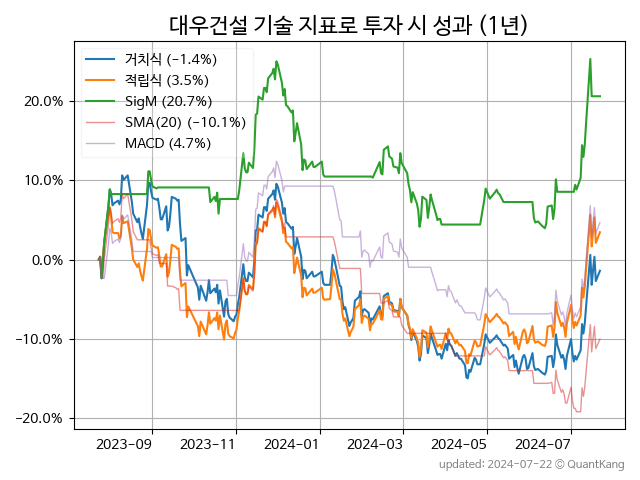 대우건설 기술 지표로 투자 시 성과 (1년)
거치식 (-1.4%)
적립식 (3.5%)
SigM (20.7%)
SMA(20) (-10.1%)
MACD (4.7%)
20.0%
10.0%
0.0%
-10.0%
-20.0%
2023-09 2023-11 2024-01 2024-03 2024-05 2024-07
updated: 2024-07-22 © QuantKang